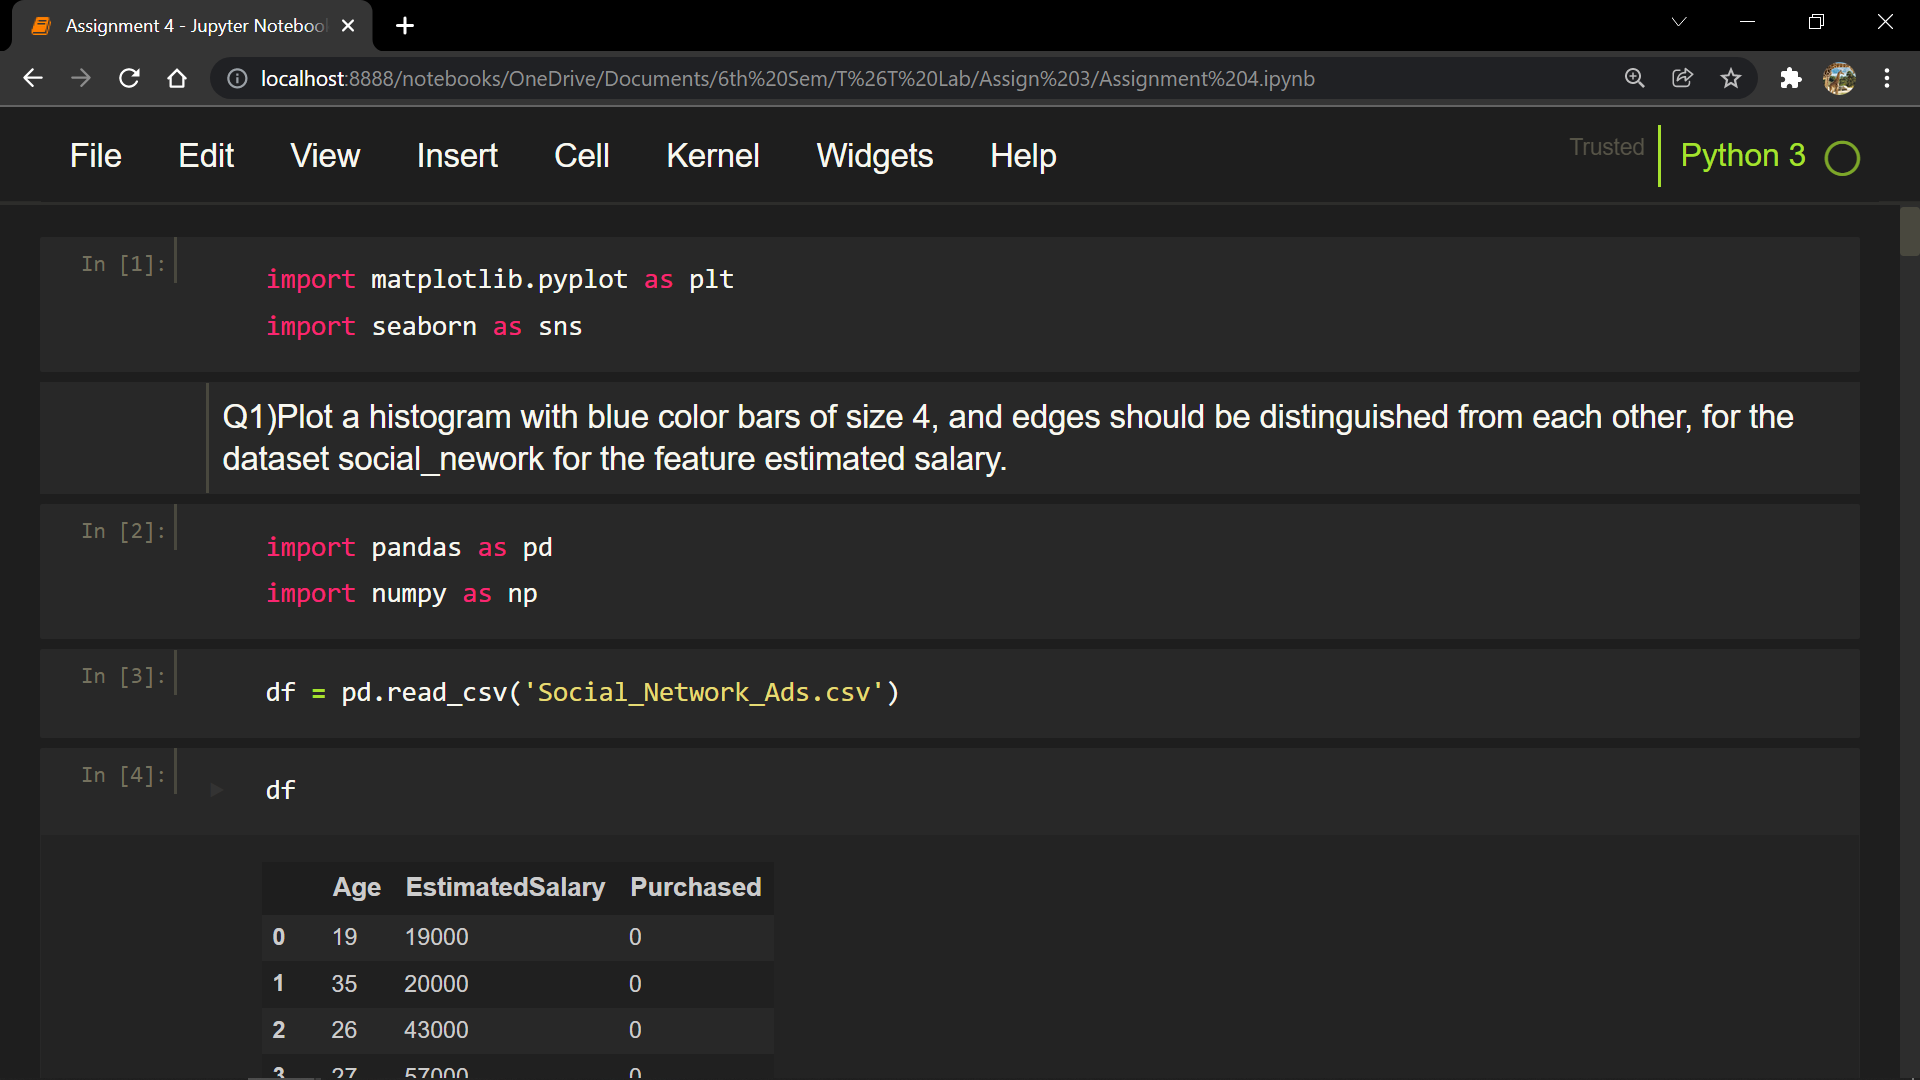 Assignment 4 - Jupyter Noteboo
localhost:8888/notebooks/OneDrive/Documents/6th%20Sem/T%26T%20Lab/Assign%203/Assignment%204.ipynb
File Edit View Insert Cell Kernel Widgets Help Trusted Python 3
In [1]:
import matplotlib.pyplot as plt
import seaborn as sns
Q1)Plot a histogram with blue color bars of size 4, and edges should be distinguished from each other, for the
dataset social_nework for the feature estimated salary.
In [2]:
import pandas as pd
import numpy as np
In [3]:
df = pd.read_csv('Social_Network_Ads.csv')
In [4]:
df
Age EstimatedSalary Purchased
0 19 19000 0
1 35 20000 0
2 26 43000 0
3 27 57000 0